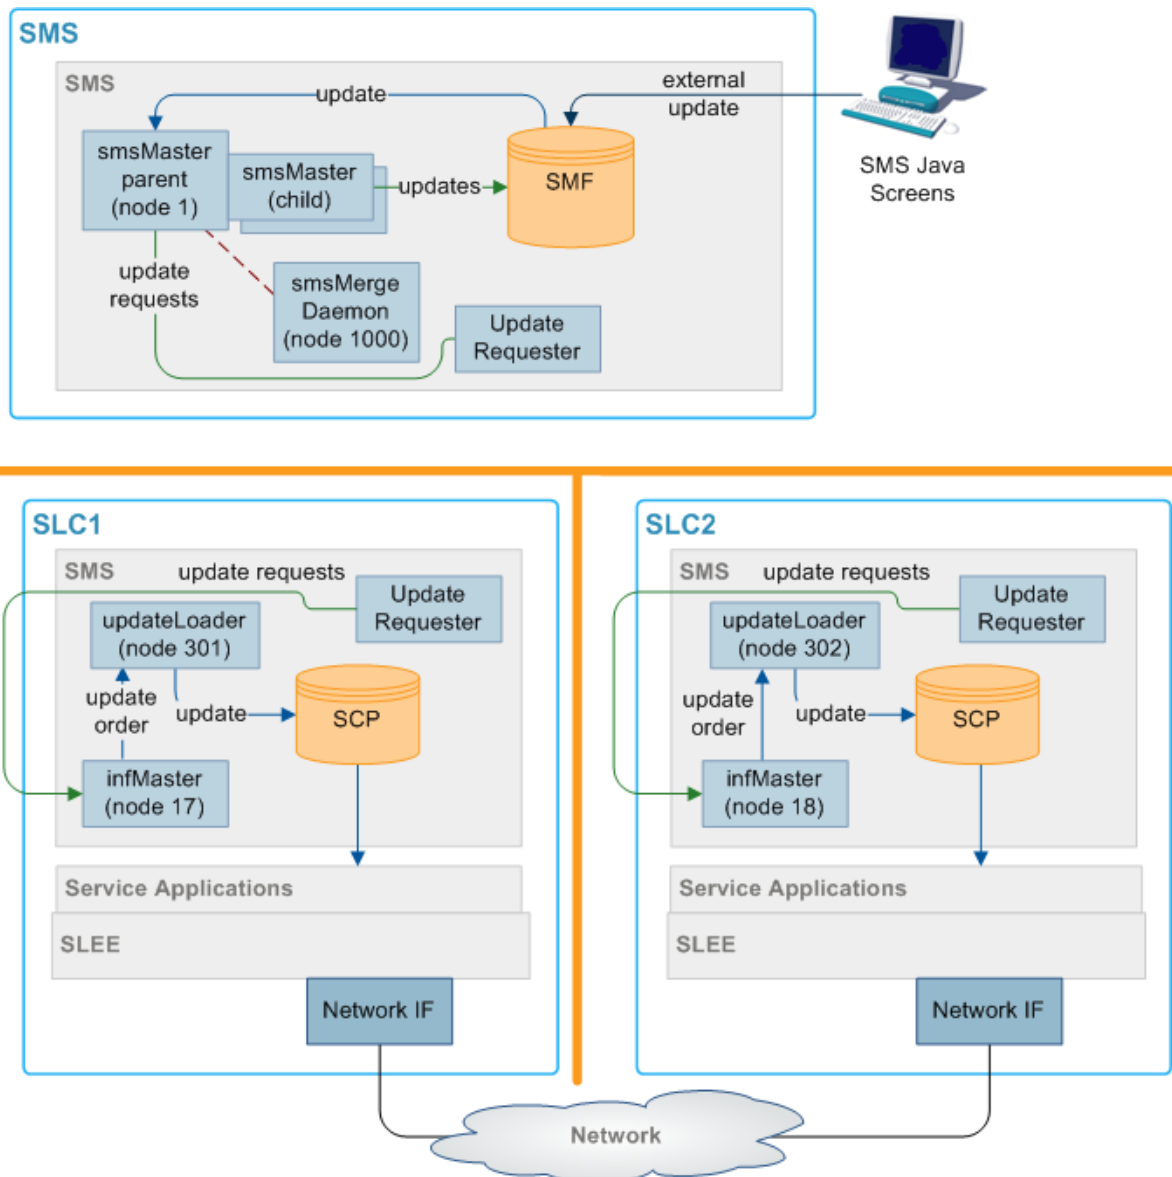 SMS
SMS
update
external
update
smsMaster
parent
(node 1)
smsMaster
(child)
updates
SMF
SMS Java
Screens
update
requests
smsMerge
Daemon
(node 1000)
Update
Requester
SLC1
SMS
update requests
Update
Requester
updateLoader
(node 301)
update
order
update
SCP
infMaster
(node 17)
Service Applications
SLEE
Network IF
SLC2
SMS
update requests
Update
Requester
updateLoader
(node 302)
update
order
update
SCP
infMaster
(node 18)
Service Applications
SLEE
Network IF
Network